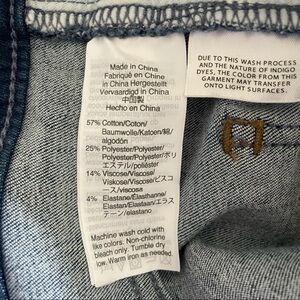 Made in China
Fabriqué en Chine
in China Hergestellt
Vervaardigd in China
中国製
Hecho en China
57% Cotton/Coton/
Baumwolle/Katoen/綿/
algodón
25% Polyester/Polyester/
Polyester/Polyester/ポリ
エステル/poliéster
14% Viscose/Viscose/
Viskose/Viscose/ビスコ
ース/viscosa
4% Elastane/Elasthanne/
Elastan/Elastaan/エラス
テーン/elastano
Machine wash cold with
like colors. Non-chlorine
bleach only. Tumble dry
low. Warm iron as needed.
DUE TO THIS WASH PROCESS
AND THE NATURE OF INDIGO
DYES, THE COLOR FROM THIS
GARMENT MAY TRANSFER
ONTO LIGHT SURFACES.